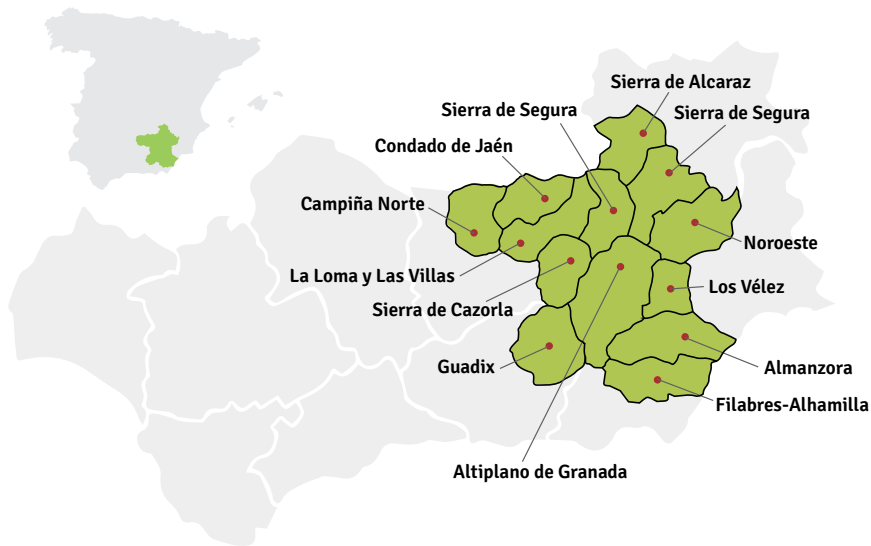 Sierra de Alcaraz
Sierra de Segura
Sierra de Segura
Condado de Jaén
Campiña Norte
Noroeste
La Loma y Las Villas
Los Vélez
Sierra de Cazorla
Guadix
Almanzora
Filabres-Alhamilla
Altiplano de Granada